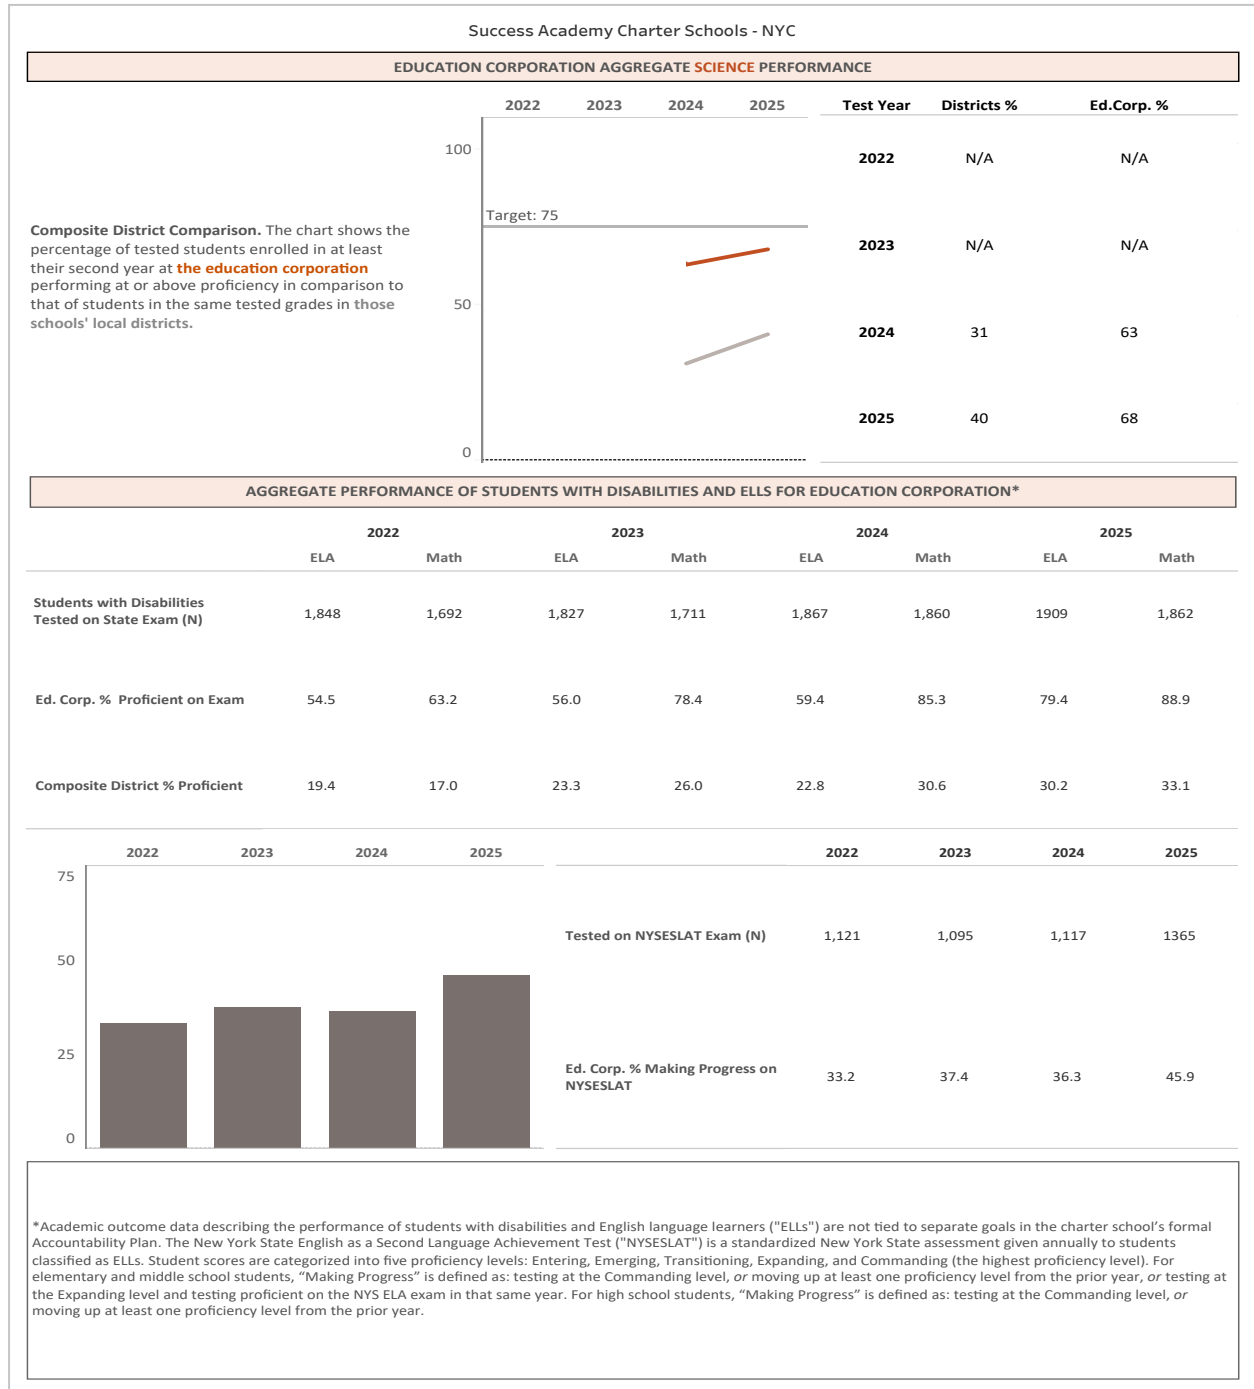 Success Academy Charter Schools - NYC
EDUCATION CORPORATION AGGREGATE SCIENCE PERFORMANCE
2022 2023 2024 2025
100
Target: 75
50
0
Composite District Comparison. The chart shows the
percentage of tested students enrolled in at least
their second year at the education corporation
performing at or above proficiency in comparison to
that of students in the same tested grades in those
schools' local districts.
Test Year Districts % Ed.Corp. %
2022 N/A N/A
2023 N/A N/A
2024 31 63
2025 40 68
AGGREGATE PERFORMANCE OF STUDENTS WITH DISABILITIES AND ELLS FOR EDUCATION CORPORATION*
2022 2023 2024 2025
ELA Math ELA Math ELA Math ELA Math
Students with Disabilities
Tested on State Exam (N) 1,848 1,692 1,827 1,711 1,867 1,860 1909 1,862
Ed. Corp. % Proficient on Exam 54.5 63.2 56.0 78.4 59.4 85.3 79.4 88.9
Composite District % Proficient 19.4 17.0 23.3 26.0 22.8 30.6 30.2 33.1
2022 2023 2024 2025
75
50
25
0
2022 2023 2024 2025
Tested on NYSESLAT Exam (N) 1,121 1,095 1,117 1365
Ed. Corp. % Making Progress on
NYSESLAT 33.2 37.4 36.3 45.9
*Academic outcome data describing the performance of students with disabilities and English language learners ("ELLs") are not tied to separate goals in the charter school's formal
Accountability Plan. The New York State English as a Second Language Achievement Test ("NYSESLAT") is a standardized New York State assessment given annually to students
classified as ELLs. Student scores are categorized into five proficiency levels: Entering, Emerging, Transitioning, Expanding, and Commanding (the highest proficiency level). For
elementary and middle school students, “Making Progress” is defined as: testing at the Commanding level, or moving up at least one proficiency level from the prior year, or testing at
the Expanding level and testing proficient on the NYS ELA exam in that same year. For high school students, “Making Progress” is defined as: testing at the Commanding level, or
moving up at least one proficiency level from the prior year.